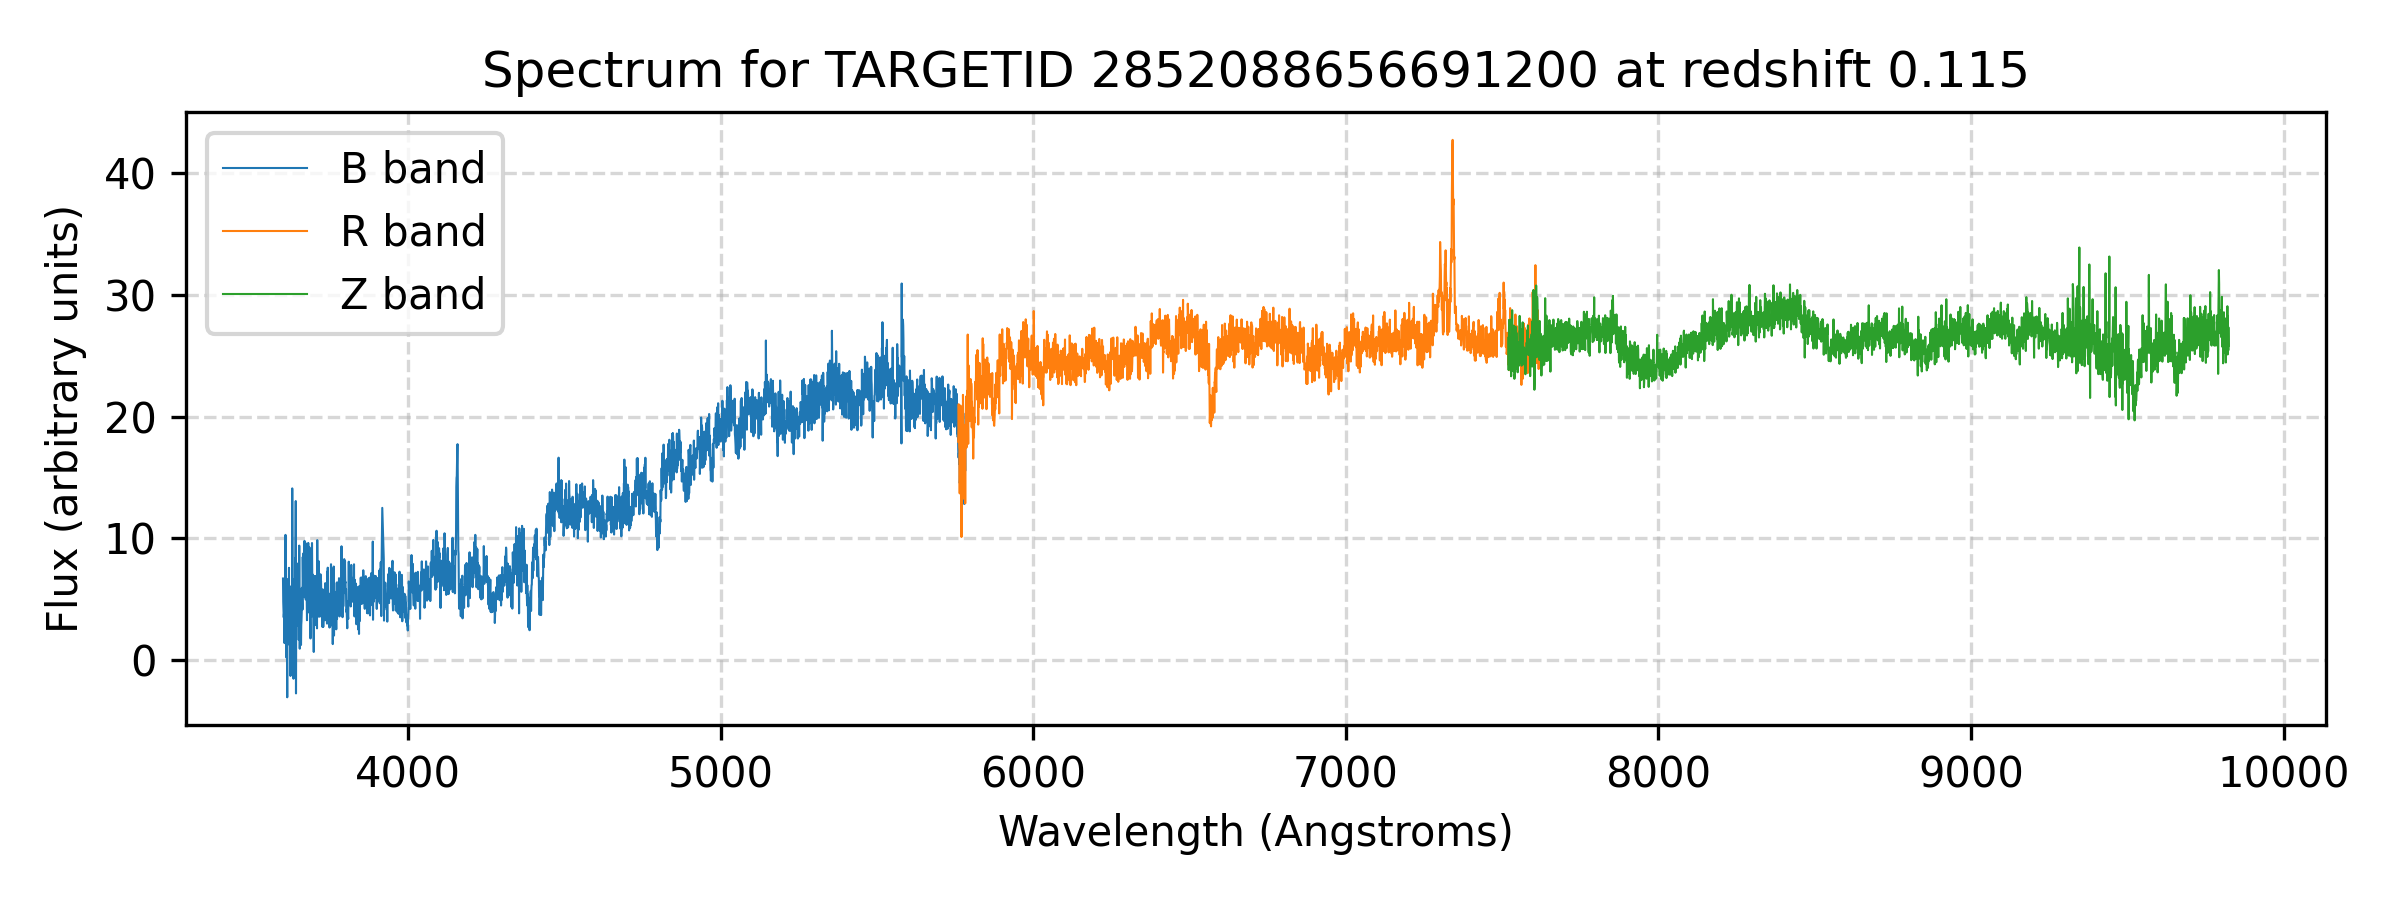 Spectrum for TARGETID 2852088656691200 at redshift 0.115
B band
R band
Z band
40
30
20
10
0
Flux (arbitrary units)
4000 5000 6000 7000 8000 9000 10000
Wavelength (Angstroms)